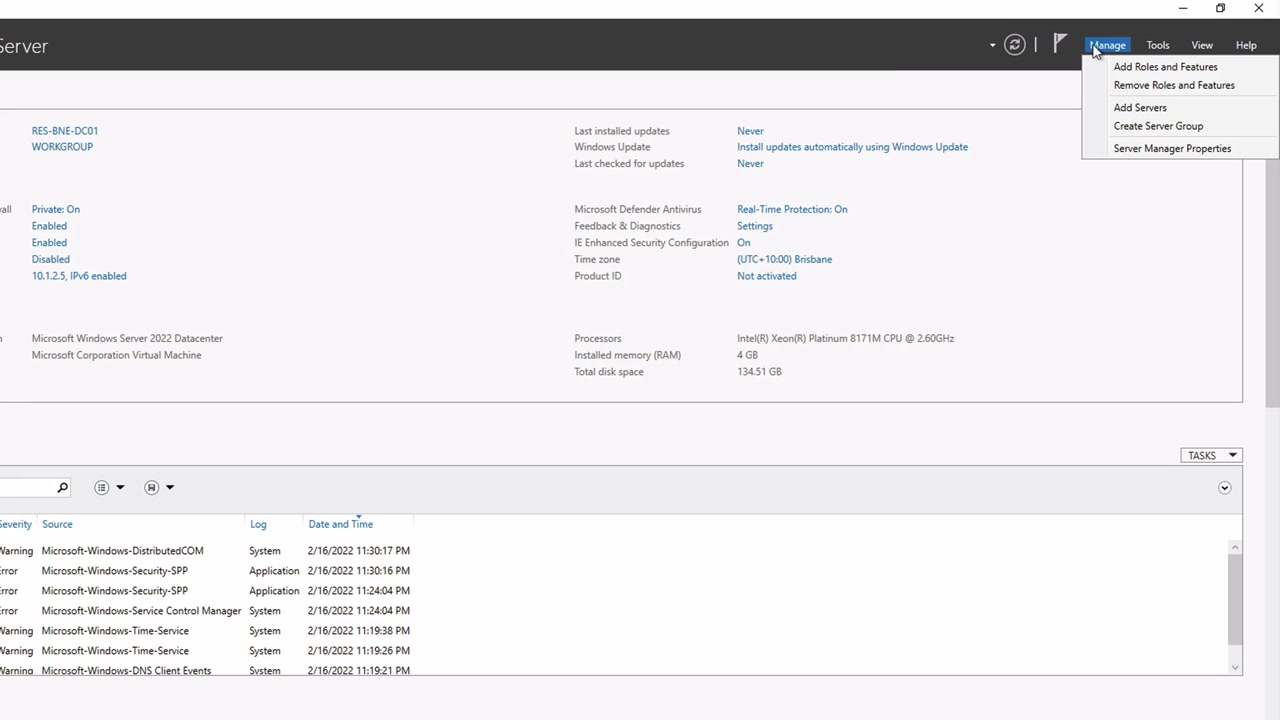 Server
Manage Tools View Help
Add Roles and Features
Remove Roles and Features
Add Servers
Create Server Group
Server Manager Properties
RES-BNE-DC01 Last installed updates Never
WORKGROUP Windows Update Install updates automatically using Windows Update
Last checked for updates Never
wall Private: On Microsoft Defender Antivirus Real-Time Protection: On
Enabled Feedback & Diagnostics Settings
Enabled IE Enhanced Security Configuration On
Disabled Time zone (UTC+10:00) Brisbane
10.1.2.5, IPv6 enabled Product ID Not activated
n Microsoft Windows Server 2022 Datacenter Processors Intel(R) Xeon(R) Platinum 8171M CPU @ 2.60GHz
Microsoft Corporation Virtual Machine Installed memory (RAM) 4 GB
Total disk space 134.51 GB
TASKS
Severity Source Log Date and Time
Warning Microsoft-Windows-DistributedCOM System 2/16/2022 11:30:17 PM
Error Microsoft-Windows-Security-SPP Application 2/16/2022 11:30:16 PM
Error Microsoft-Windows-Security-SPP Application 2/16/2022 11:24:04 PM
Error Microsoft-Windows-Service Control Manager System 2/16/2022 11:24:04 PM
Warning Microsoft-Windows-Time-Service System 2/16/2022 11:19:38 PM
Warning Microsoft-Windows-Time-Service System 2/16/2022 11:19:26 PM
Warning Microsoft-Windows-DNS Client Events System 2/16/2022 11:19:21 PM